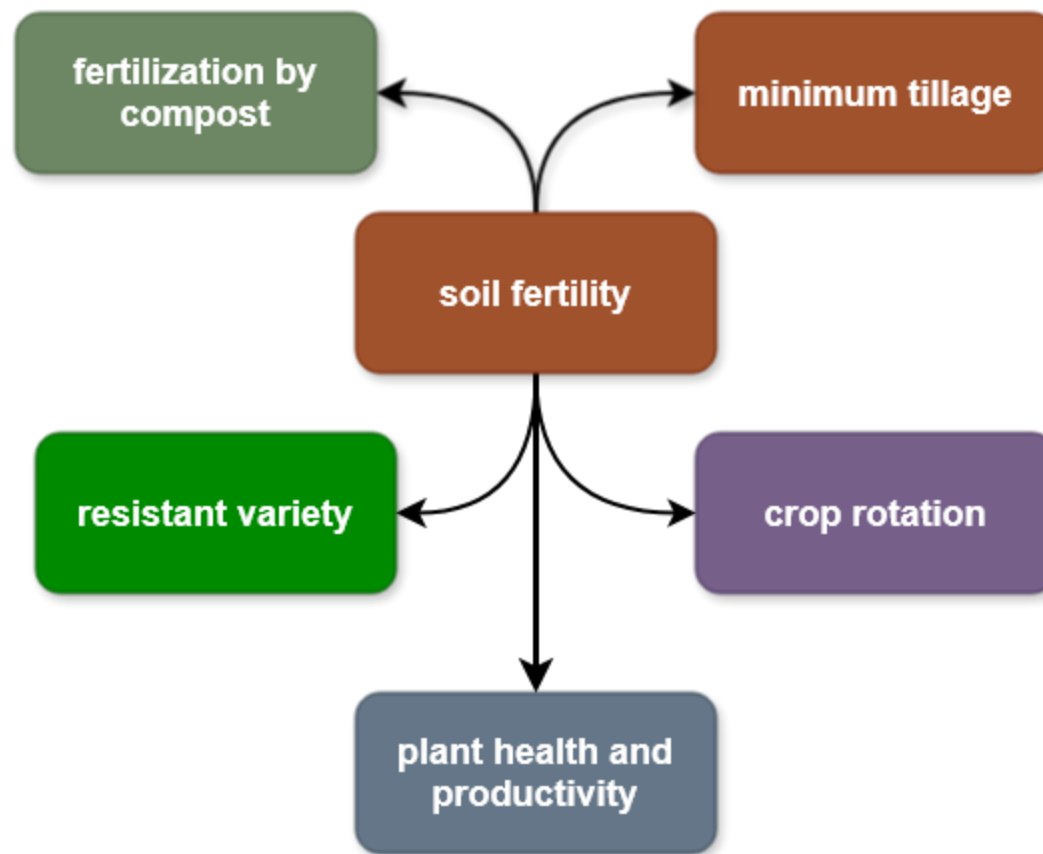 fertilization by
compost
minimum tillage
soil fertility
resistant variety
crop rotation
plant health and
productivity